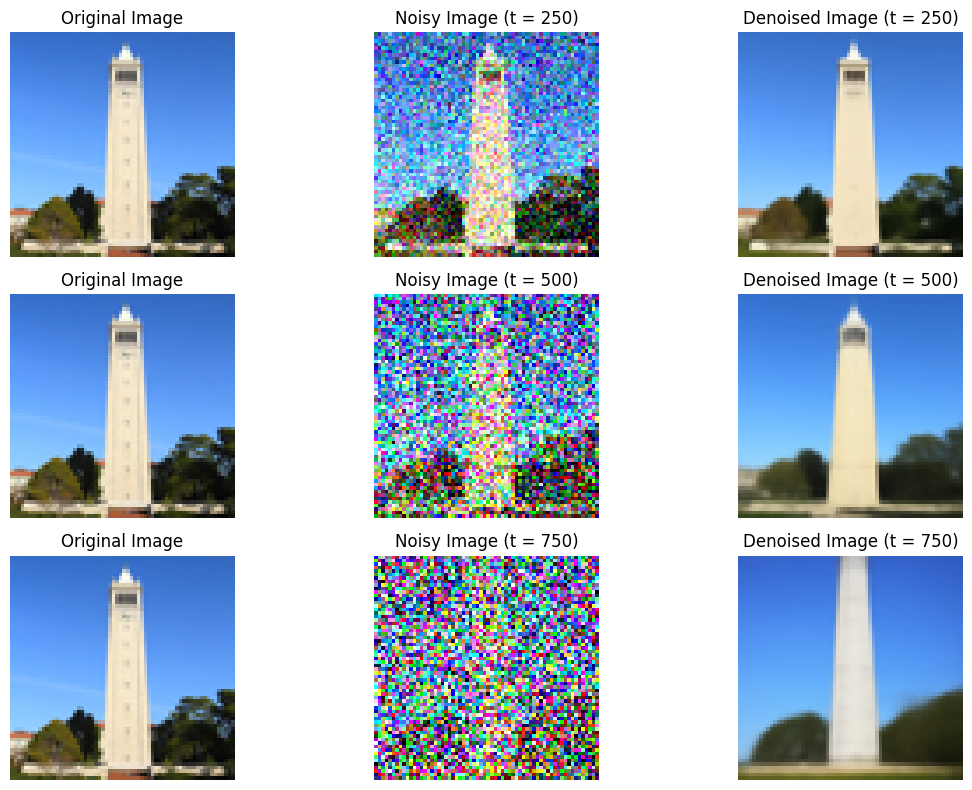 Original Image
Noisy Image (t = 250)
Denoised Image (t = 250)
Original Image
Noisy Image (t = 500)
Denoised Image (t = 500)
Original Image
Noisy Image (t = 750)
Denoised Image (t = 750)